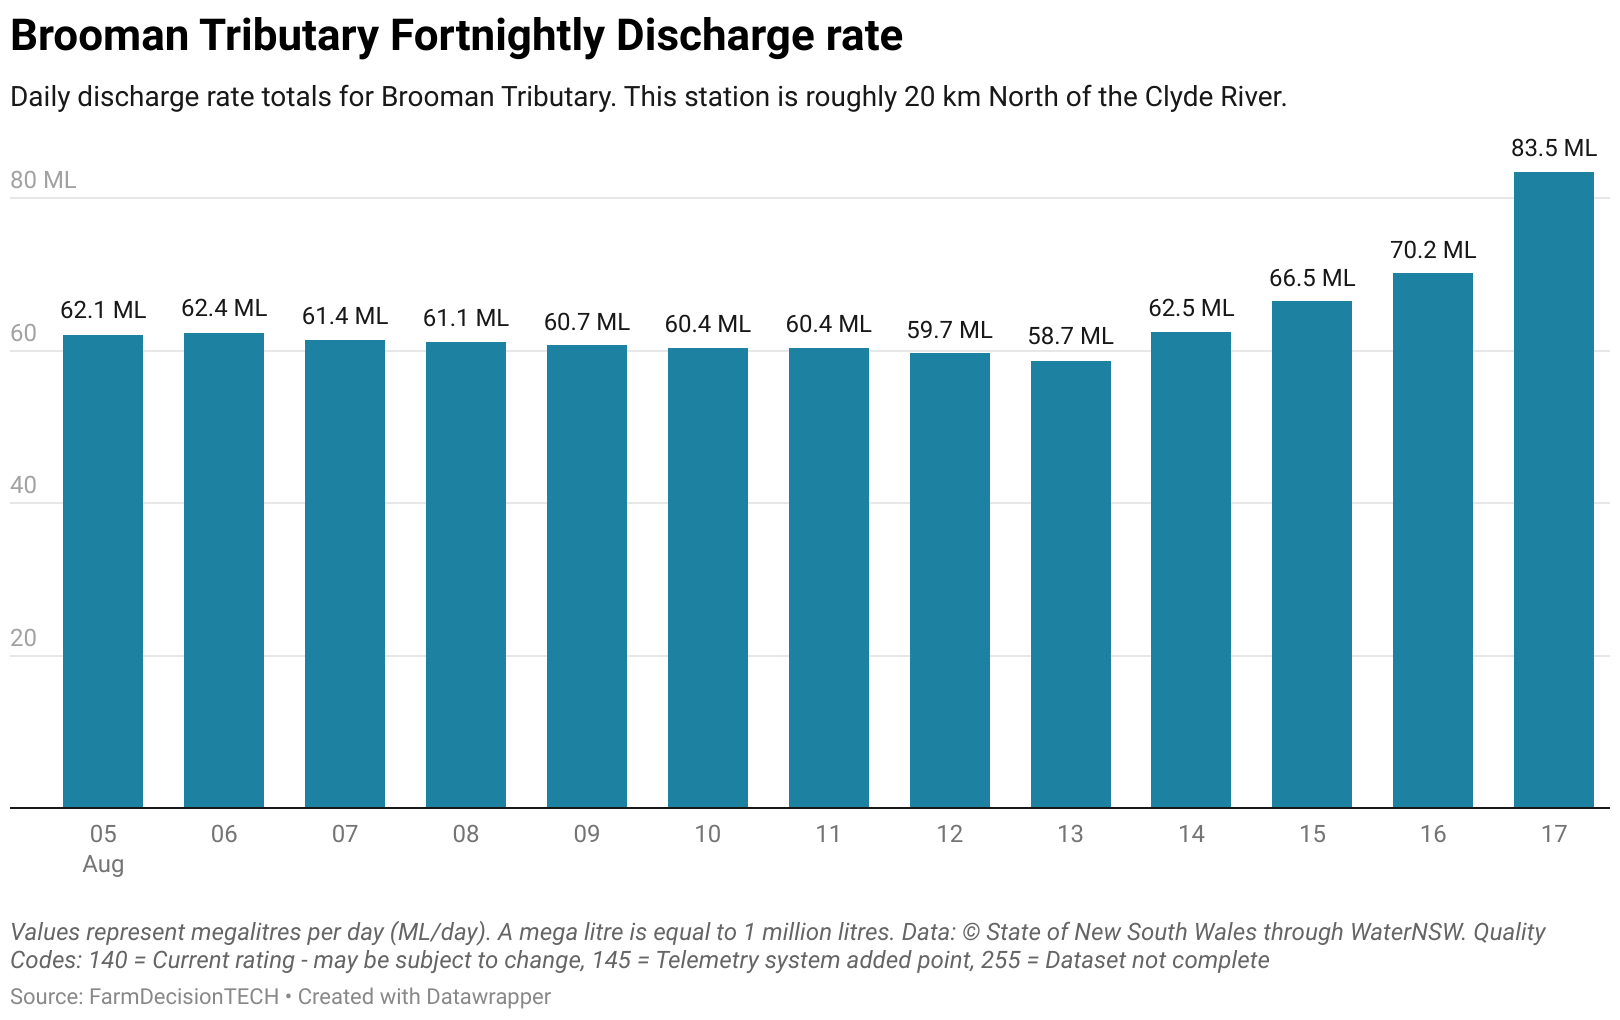 Brooman Tributary Fortnightly Discharge rate
Daily discharge rate totals for Brooman Tributary. This station is roughly 20 km North of the Clyde River.
80 ML
60
40
20
62.1 ML
62.4 ML
61.4 ML
61.1 ML
60.7 ML
60.4 ML
60.4 ML
59.7 ML
58.7 ML
62.5 ML
66.5 ML
70.2 ML
83.5 ML
05 06 07 08 09 10 11 12 13 14 15 16 17
Aug
Values represent megalitres per day (ML/day). A mega litre is equal to 1 million litres. Data: © State of New South Wales through WaterNSW. Quality
Codes: 140 = Current rating - may be subject to change, 145 = Telemetry system added point, 255 = Dataset not complete
Source: FarmDecisionTECH • Created with Datawrapper